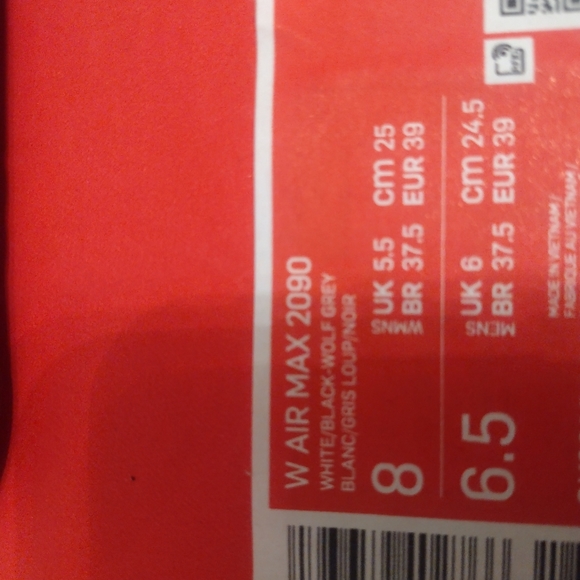 W AIR MAX 2090
WHITE/BLACK-WOLF GREY
BLANC/GRIS LOUP/NOIR
8
WMNS
UK 5.5 cm 25
BR 37.5 EUR 39
6.5
MENS
UK 6 cm 24.5
BR 37.5 EUR 39
MADE IN VIETNAM /
FABRIQUE AU VIETNAM /